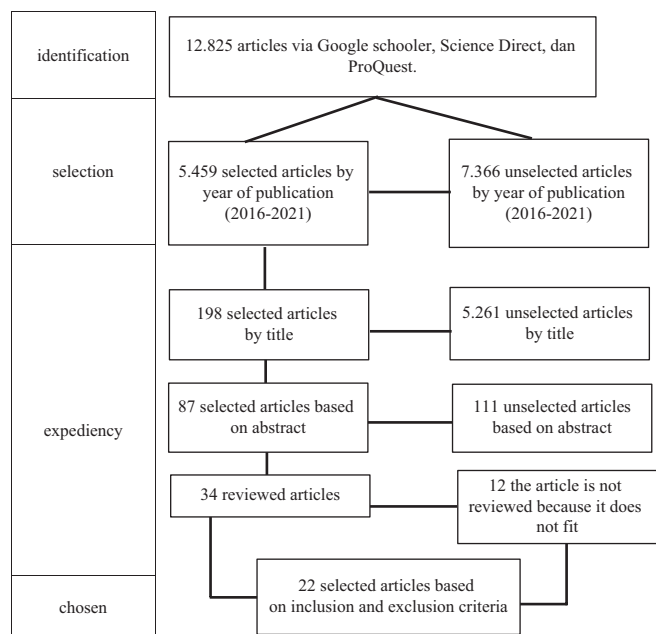 identification
12.825 articles via Google schooler, Science Direct, dan
ProQuest.
selection
5.459 selected articles by
year of publication
(2016-2021)
7.366 unselected articles
by year of publication
(2016-2021)
expediency
198 selected articles
by title
5.261 unselected articles
by title
87 selected articles based
on abstract
111 unselected articles
based on abstract
34 reviewed articles
12 the article is not
reviewed because it does
not fit
chosen
22 selected articles based
on inclusion and exclusion criteria